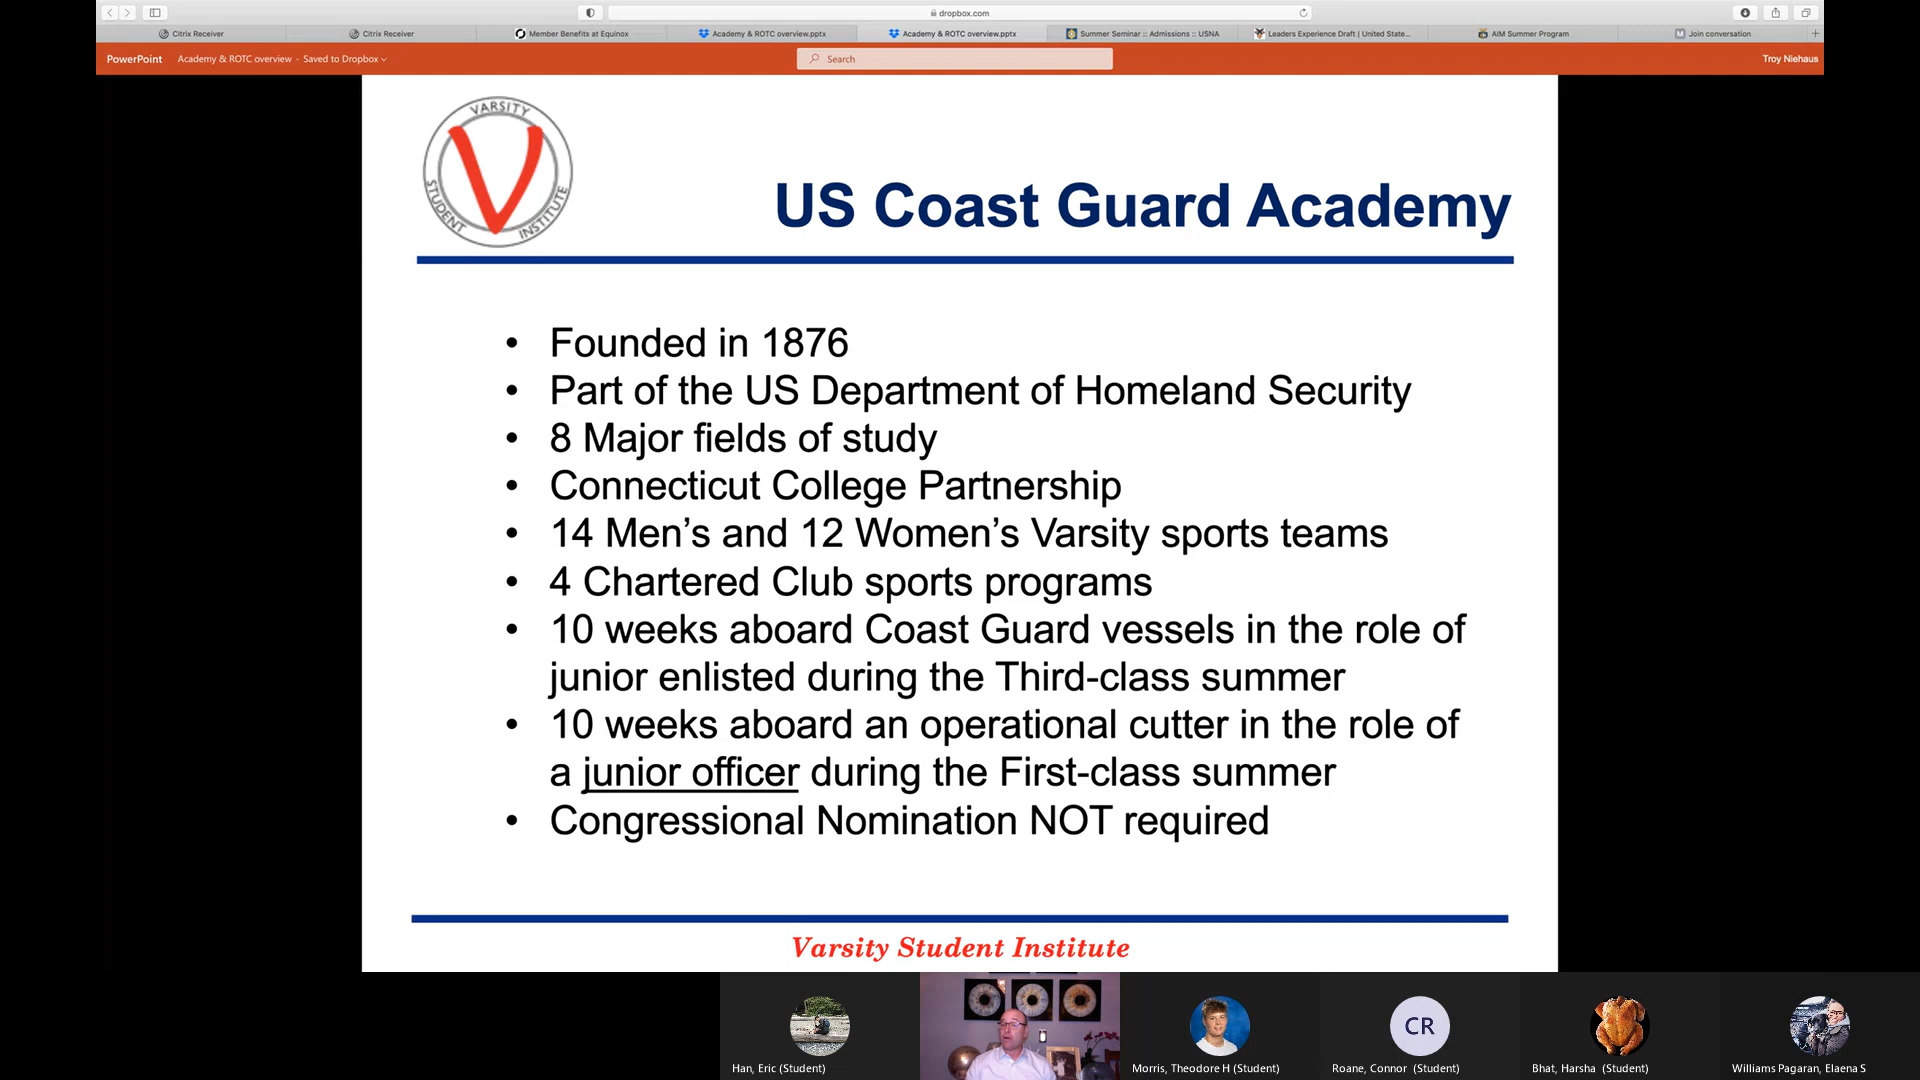 dropbox.com
Citrix Receiver
Citrix Receiver
Member Benefits at Equinox
Academy & ROTC overview.pptx
Academy & ROTC overview.pptx
Summer Seminar :: Admissions :: USNA
Leaders Experience Draft | United State...
AIM Summer Program
M Join conversation
PowerPoint Academy & ROTC overview - Saved to Dropbox
Search
Troy Niehaus
VARSITY
V
STUDENT INSTITUTE
US Coast Guard Academy
• Founded in 1876
• Part of the US Department of Homeland Security
• 8 Major fields of study
• Connecticut College Partnership
• 14 Men’s and 12 Women’s Varsity sports teams
• 4 Chartered Club sports programs
• 10 weeks aboard Coast Guard vessels in the role of
junior enlisted during the Third-class summer
• 10 weeks aboard an operational cutter in the role of
a junior officer during the First-class summer
• Congressional Nomination NOT required
Varsity Student Institute
CR
Han, Eric (Student)
Morris, Theodore H (Student)
Roane, Connor (Student)
Bhat, Harsha (Student)
Williams Pagaran, Elaena S